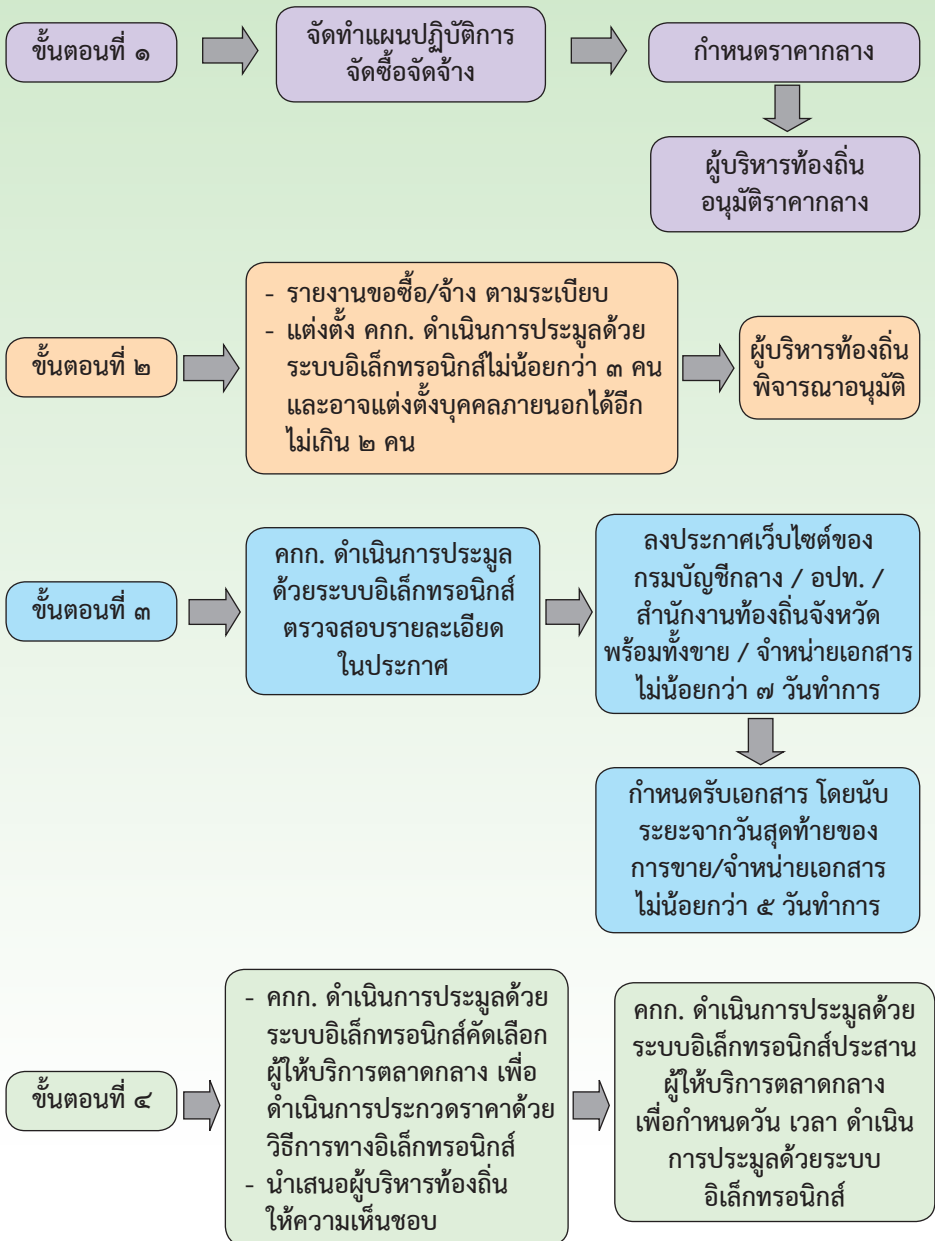 ขั้นตอนที่ ๑
จัดทำแผนปฏิบัติการ
จัดซื้อจัดจ้าง
กำหนดราคากลาง
ผู้บริหารท้องถิ่น
อนุมัติราคากลาง
ขั้นตอนที่ ๒
- รายงานขอซื้อ/จ้าง ตามระเบียบ
- แต่งตั้ง คกก. ดำเนินการประมูลด้วย
ระบบอิเล็กทรอนิกส์ไม่น้อยกว่า ๓ คน
และอาจแต่งตั้งบุคคลภายนอกได้อีก
ไม่เกิน ๒ คน
ผู้บริหารท้องถิ่น
พิจารณาอนุมัติ
ขั้นตอนที่ ๓
คกก. ดำเนินการประมูล
ด้วยระบบอิเล็กทรอนิกส์
ตรวจสอบรายละเอียด
ในประกาศ
ลงประกาศเว็บไซต์ของ
กรมบัญชีกลาง / อปท. /
สำนักงานท้องถิ่นจังหวัด
พร้อมทั้งขาย / จำหน่ายเอกสาร
ไม่น้อยกว่า ๗ วันทำการ
กำหนดรับเอกสาร โดยนับ
ระยะจากวันสุดท้ายของ
การขาย/จำหน่ายเอกสาร
ไม่น้อยกว่า ๕ วันทำการ
ขั้นตอนที่ ๔
- คกก. ดำเนินการประมูลด้วย
ระบบอิเล็กทรอนิกส์คัดเลือก
ผู้ให้บริการตลาดกลาง เพื่อ
ดำเนินการประกวดราคาด้วย
วิธีการทางอิเล็กทรอนิกส์
- นำเสนอผู้บริหารท้องถิ่น
ให้ความเห็นชอบ
คกก. ดำเนินการประมูลด้วย
ระบบอิเล็กทรอนิกส์ประสาน
ผู้ให้บริการตลาดกลาง
เพื่อกำหนดวัน เวลา ดำเนิน
การประมูลด้วยระบบ
อิเล็กทรอนิกส์